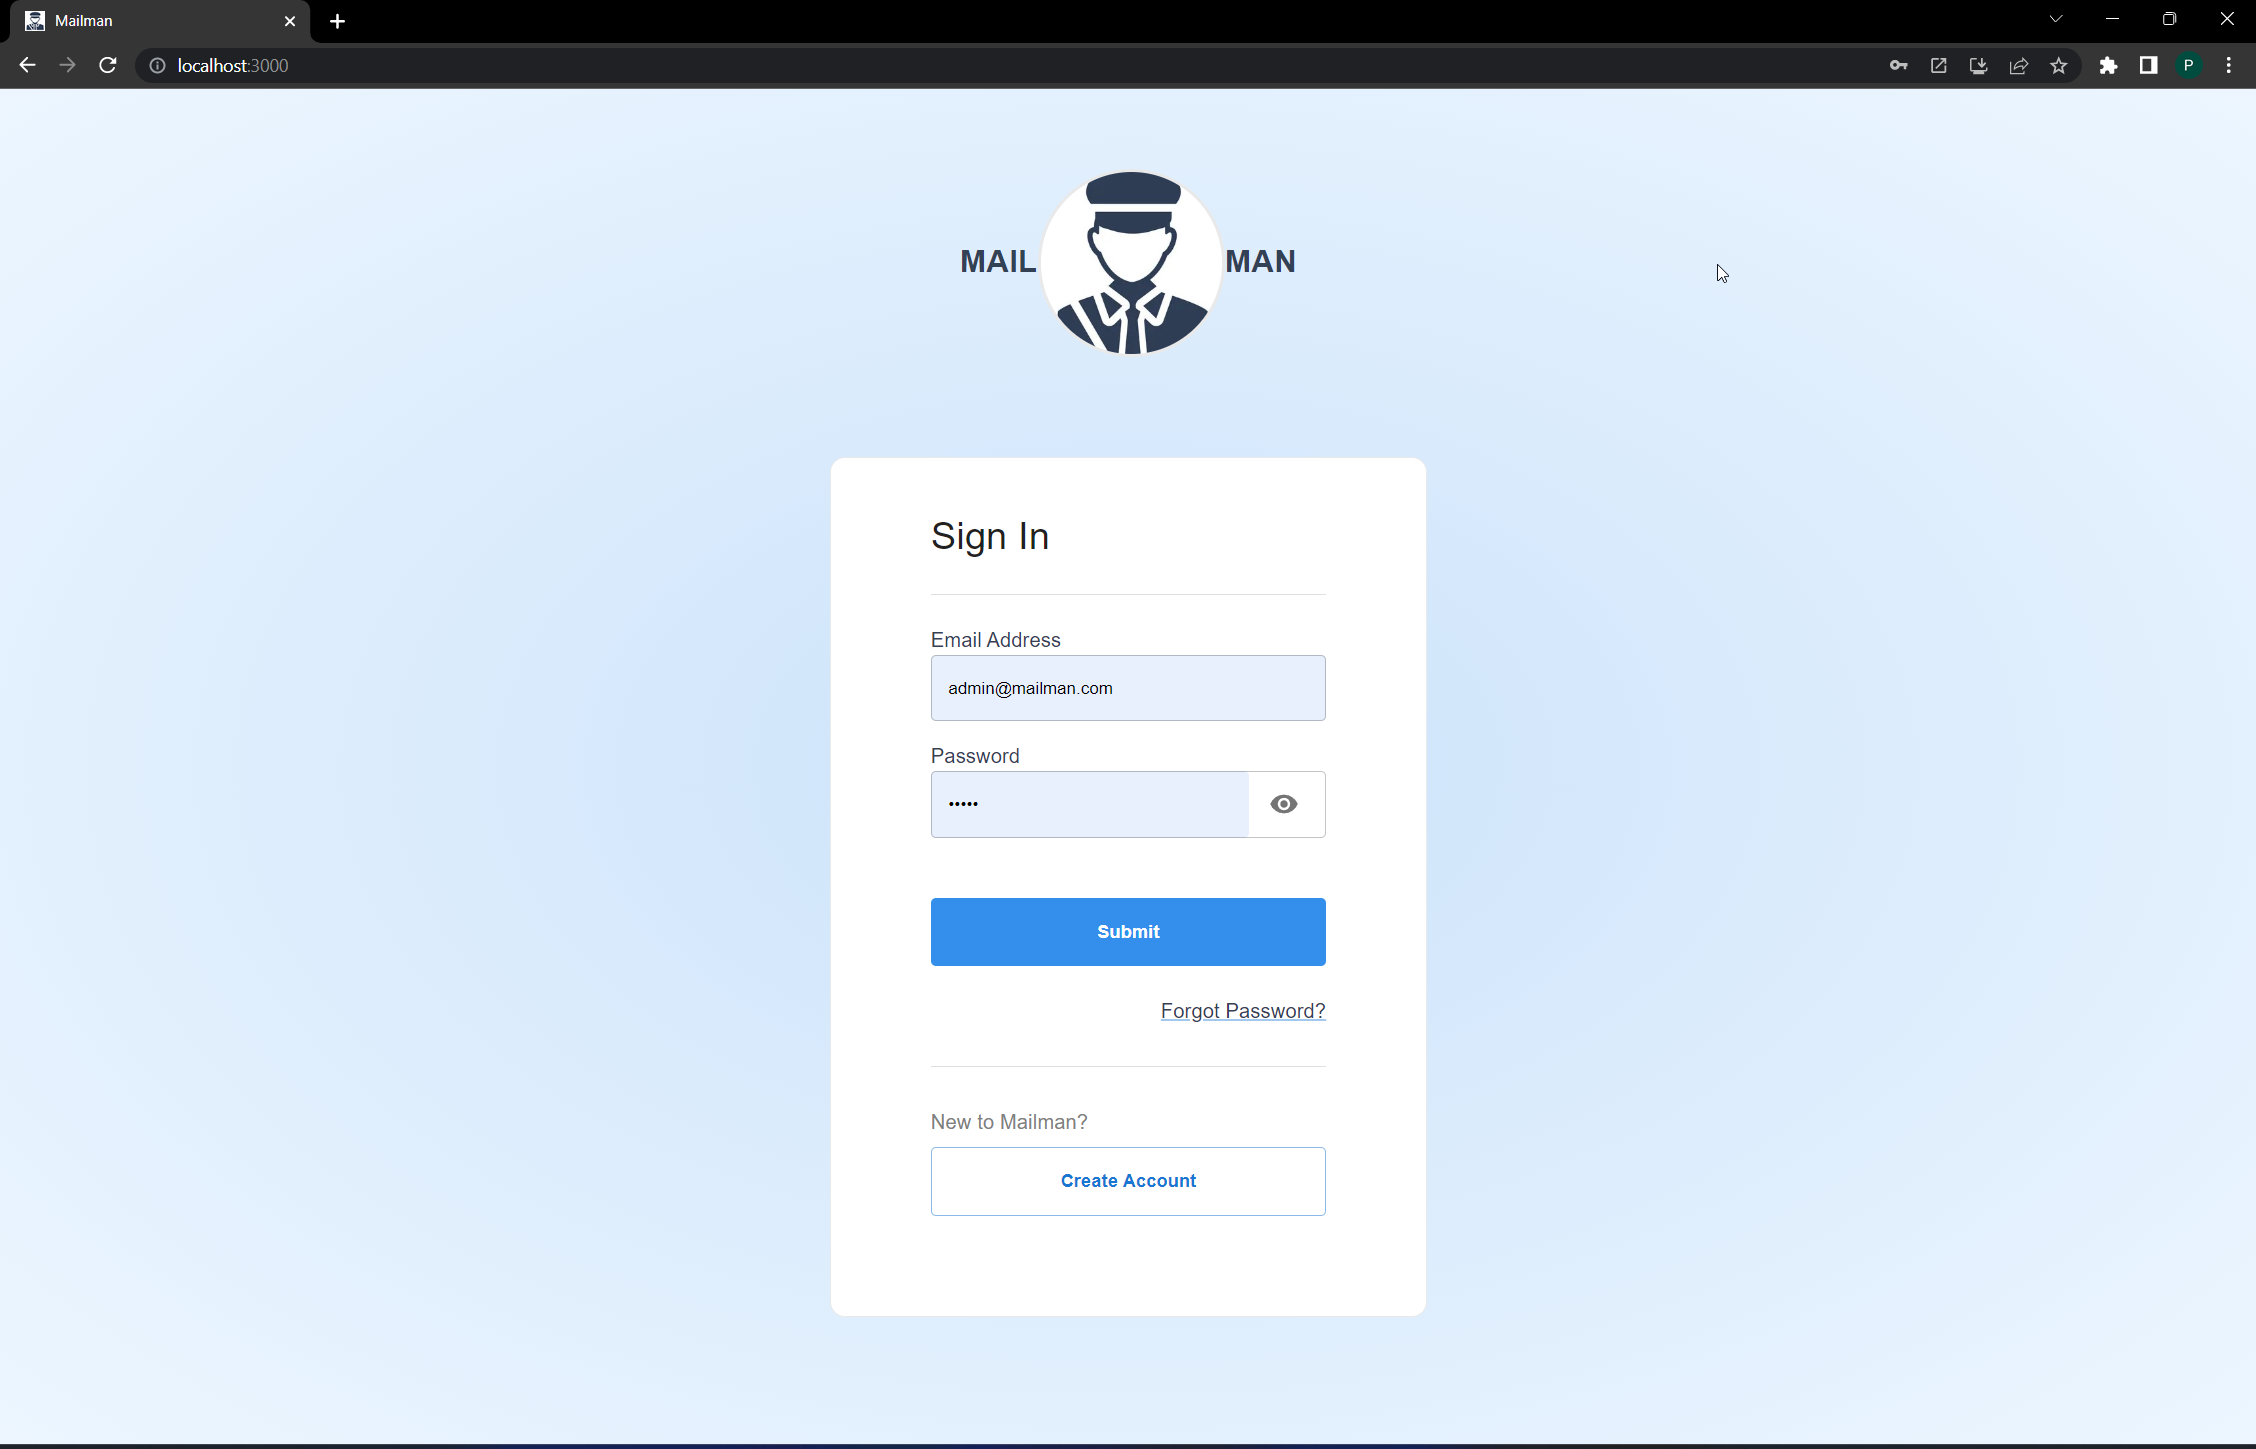 Mailman
localhost:3000
P
MAIL MAN
Sign In
Email Address
admin@mailman.com
Password
•••••
Submit
Forgot Password?
New to Mailman?
Create Account